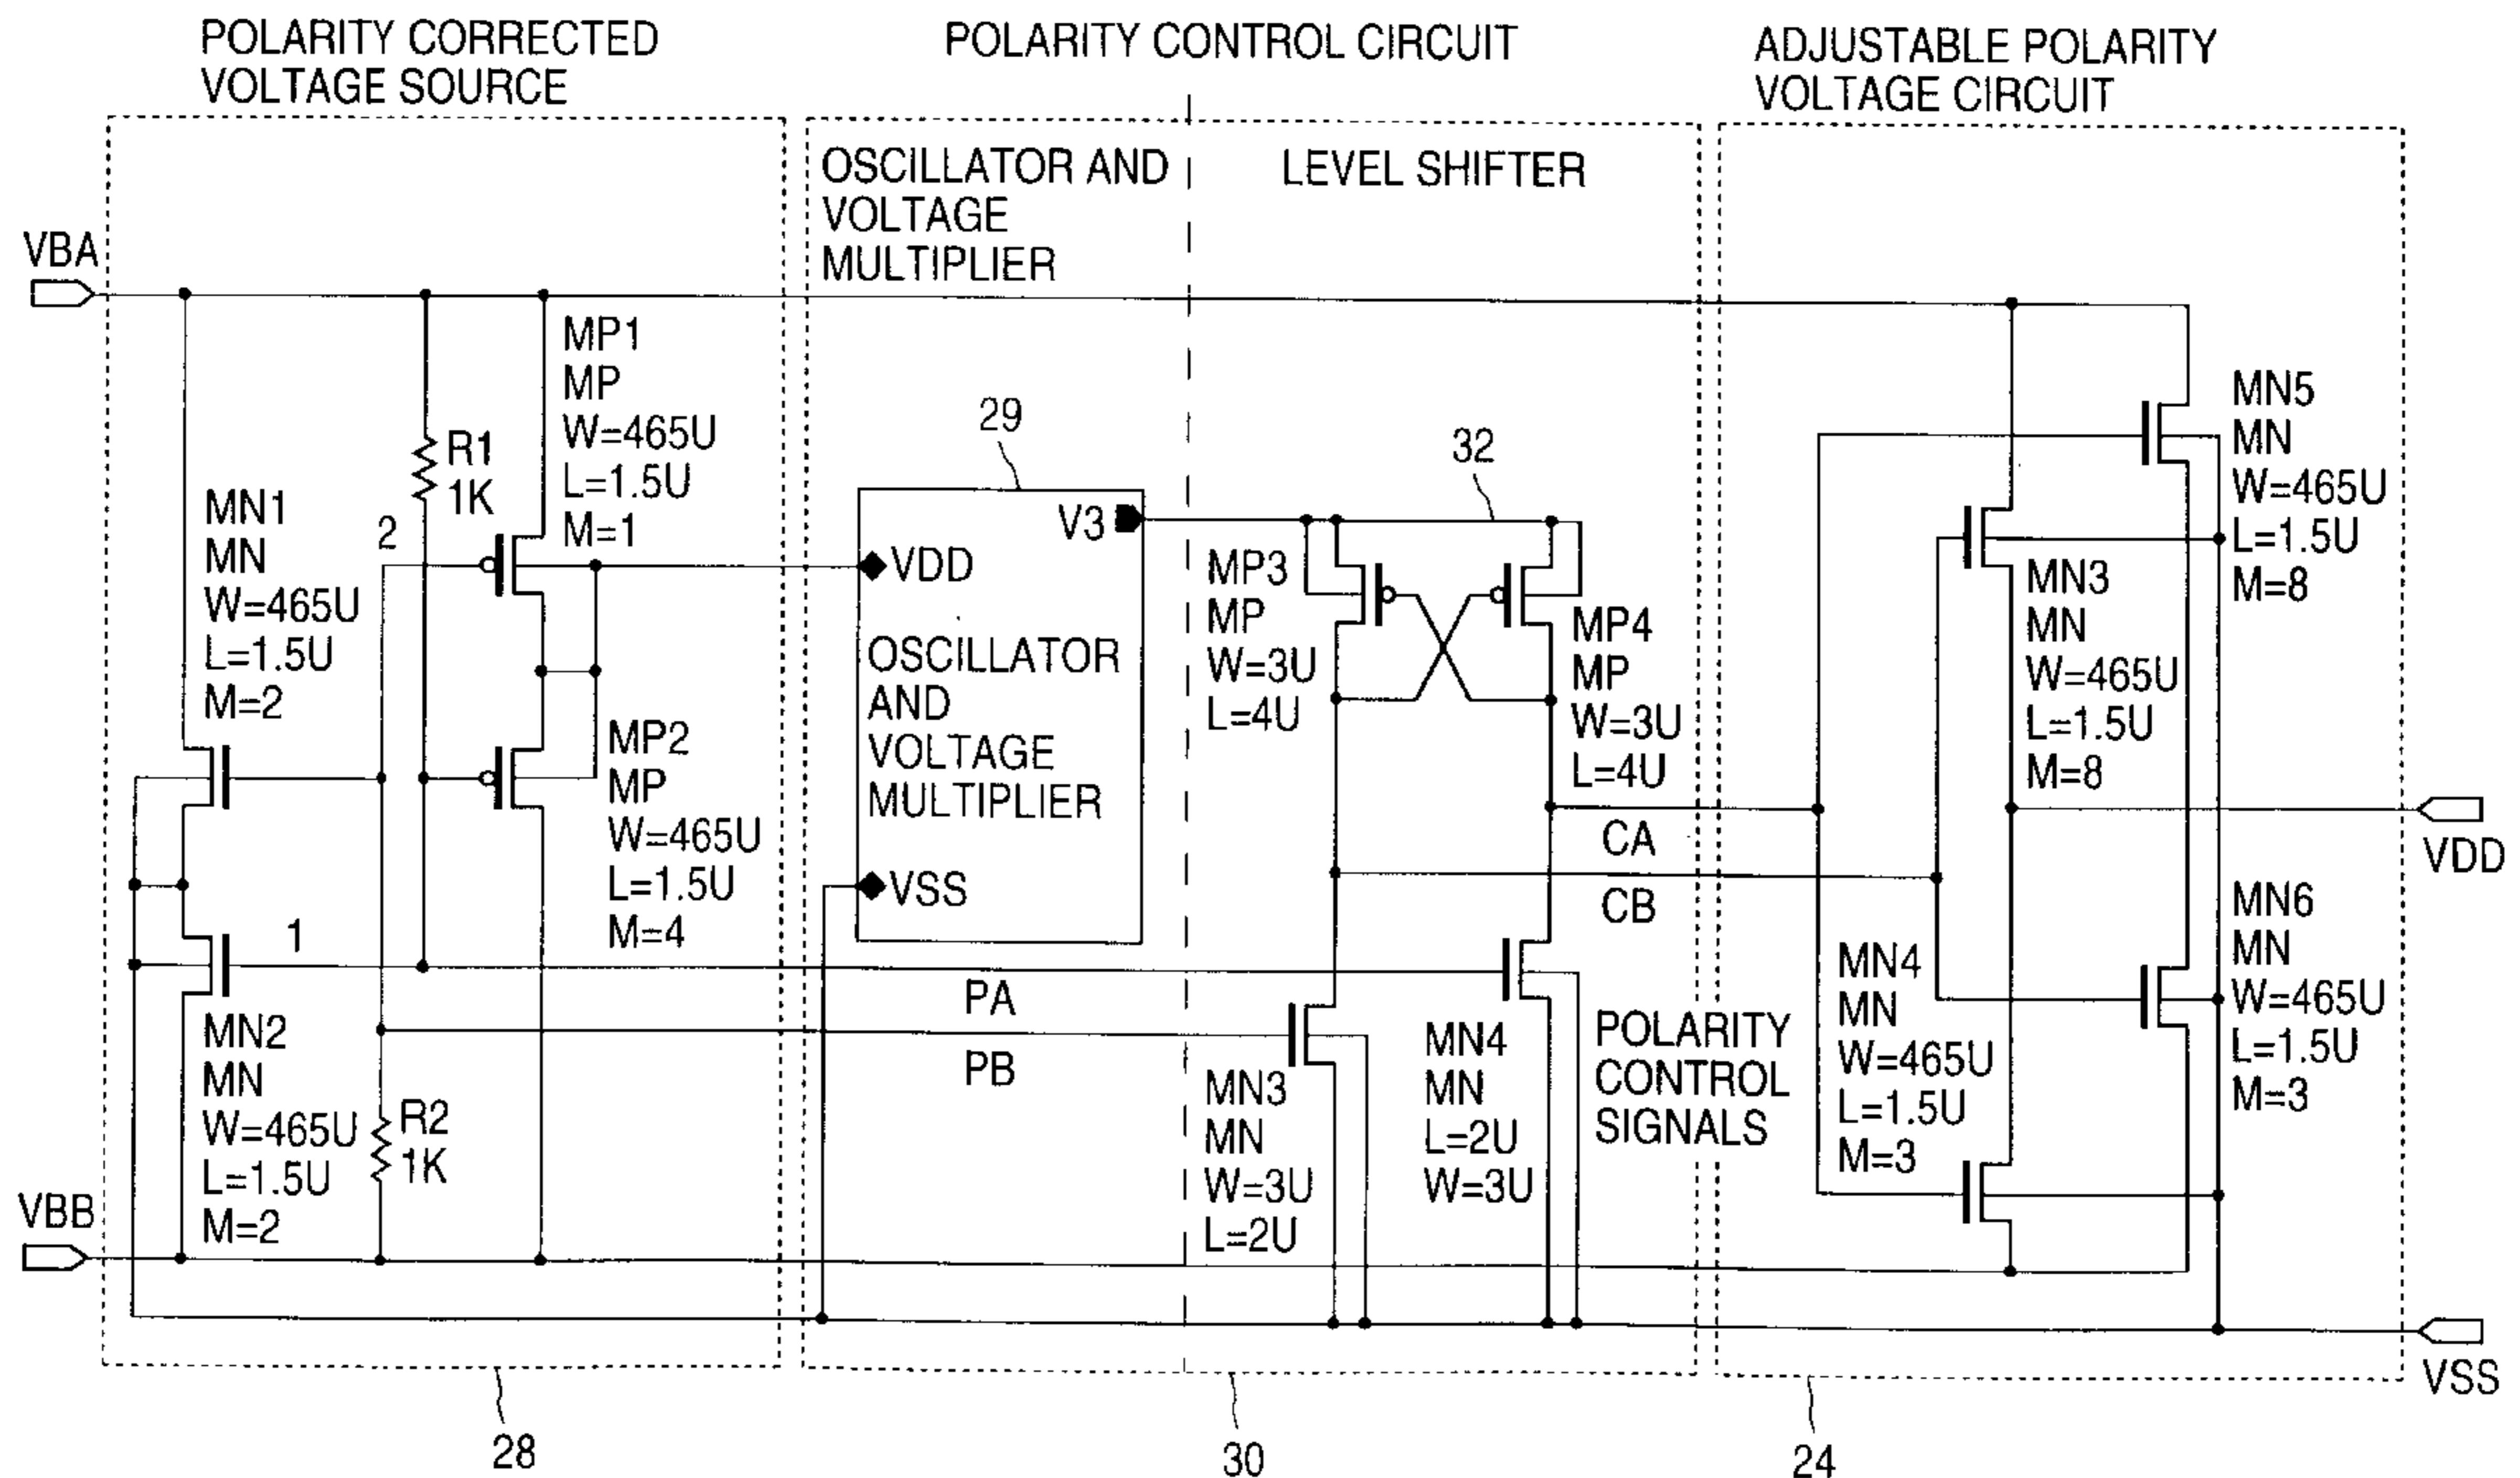 POLARITY CORRECTED
VOLTAGE SOURCE
POLARITY CONTROL CIRCUIT
ADJUSTABLE POLARITY
VOLTAGE CIRCUIT
OSCILLATOR AND
VOLTAGE
MULTIPLIER
LEVEL SHIFTER
VBA
MP1
MP
W=465U
L=1.5U
M=1
R1
1K
2
MN1
MN
W=465U
L=1.5U
M=2
MP2
MP
W=465U
L=1.5U
M=4
1
MN2
MN
W=465U
L=1.5U
M=2
R2
1K
VBB
28
29
V3
VDD
OSCILLATOR
AND
VOLTAGE
MULTIPLIER
VSS
PA
PB
32
MP3
MP
W=3U
L=4U
MP4
MP
W=3U
L=4U
CA
CB
MN3
MN
W=3U
L=2U
MN4
MN
L=2U
W=3U
POLARITY
CONTROL
SIGNALS
30
MN5
MN
W=465U
L=1.5U
M=8
MN3
MN
W=465U
L=1.5U
M=8
VDD
MN4
MN
W=465U
L=1.5U
M=3
MN6
MN
W=465U
L=1.5U
M=3
VSS
24